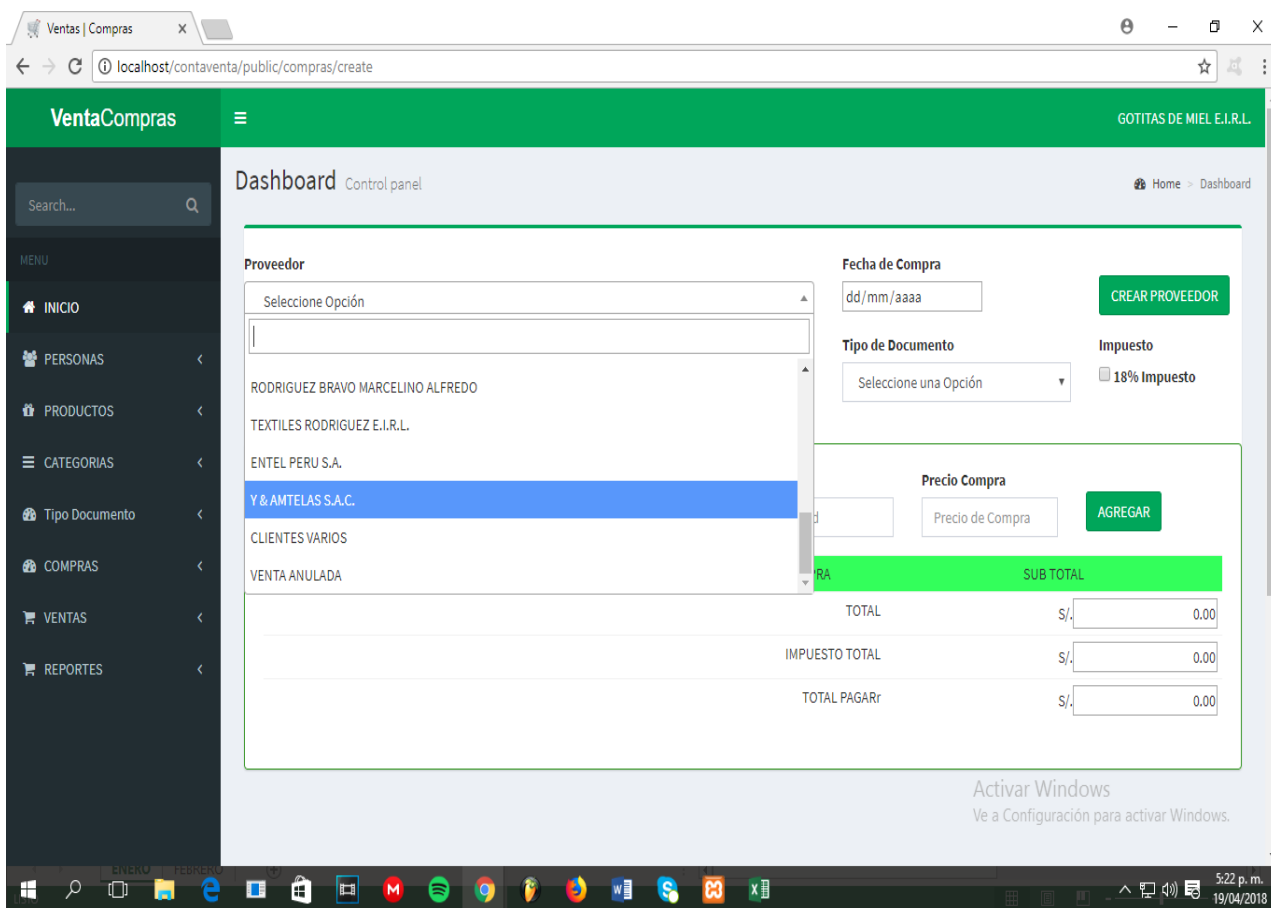 Ventas | Compras
localhost/contaventa/public/compras/create
VentaCompras
GOTITAS DE MIEL E.I.R.L.
Dashboard Control panel
Home > Dashboard
Search...
MENU
INICIO
PERSONAS
PRODUCTOS
CATEGORIAS
Tipo Documento
COMPRAS
VENTAS
REPORTES
Proveedor
Seleccione Opción
RODRIGUEZ BRAVO MARCELINO ALFREDO
TEXTILES RODRIGUEZ E.I.R.L.
ENTEL PERU S.A.
Y & AMTELAS S.A.C.
CLIENTES VARIOS
VENTA ANULADA
Fecha de Compra
dd/mm/aaaa
CREAR PROVEEDOR
Tipo de Documento
Seleccione una Opción
Impuesto
18% Impuesto
Precio Compra
d
Precio de Compra
AGREGAR
PRA SUB TOTAL
TOTAL S/. 0.00
IMPUESTO TOTAL S/. 0.00
TOTAL PAGARr S/. 0.00
Activar Windows
Ve a Configuración para activar Windows.
ENERO FEBRERO
5:22 p. m.
19/04/2018